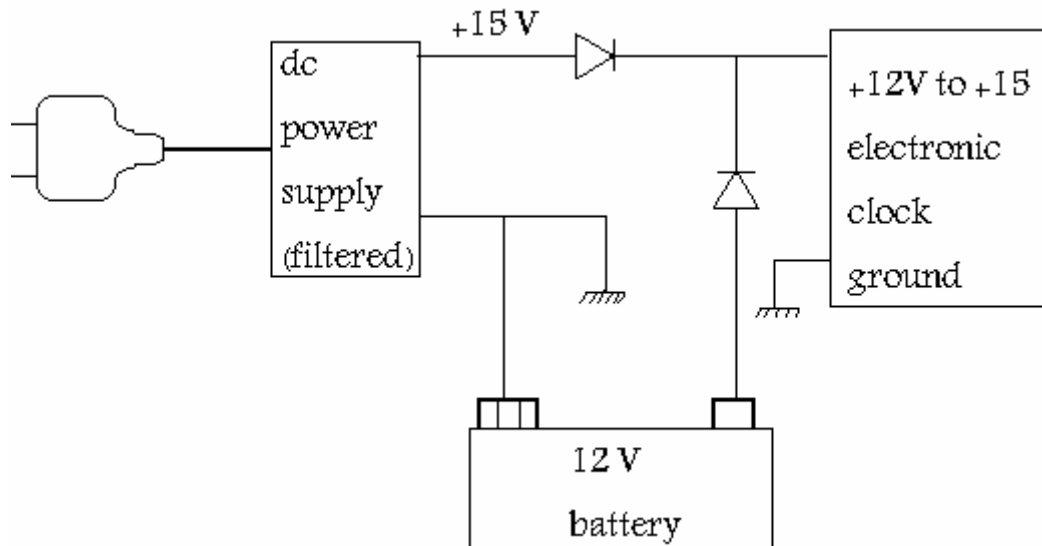 +15 V
dc
power
supply
(filtered)
+12V to +15
electronic
clock
ground
12 V
battery